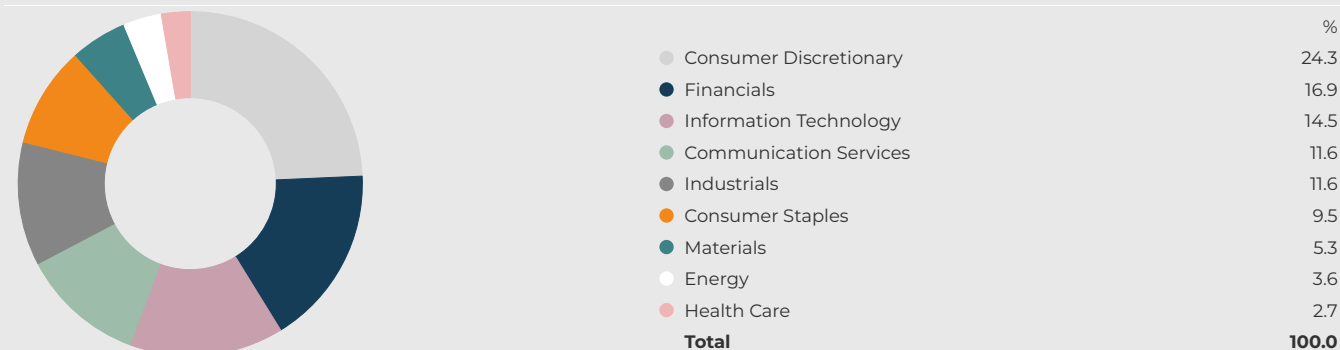 %
Consumer Discretionary 24.3
Financials 16.9
Information Technology 14.5
Communication Services 11.6
Industrials 11.6
Consumer Staples 9.5
Materials 5.3
Energy 3.6
Health Care 2.7
Total 100.0